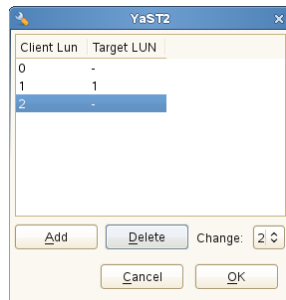 YaST2
Client Lun Target LUN
0 -
1 1
2 -
Add Delete Change: 2
Cancel OK